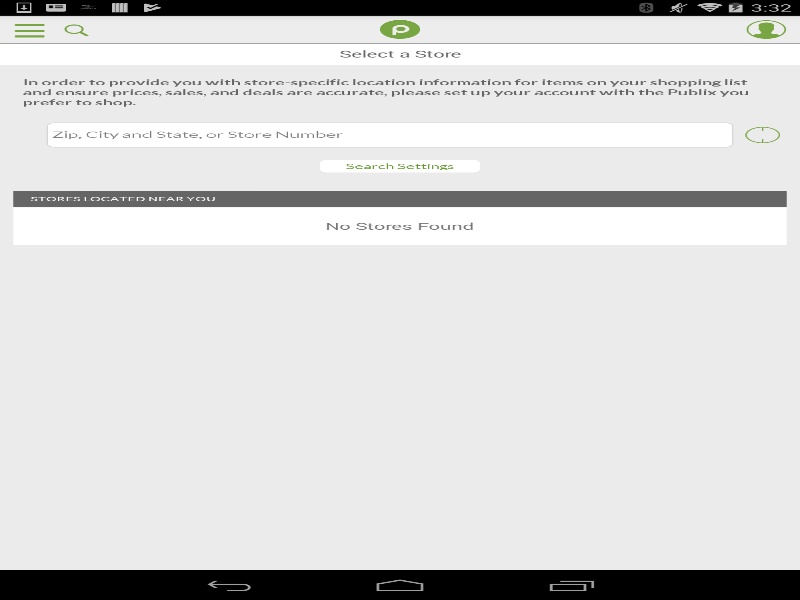 3:32
p
Select a Store
In order to provide you with store-specific location information for items on your shopping list
and ensure prices, sales, and deals are accurate, please set up your account with the Publix you
prefer to shop.
Zip, City and State, or Store Number
Search Settings
STORES LOCATED NEAR YOU
No Stores Found